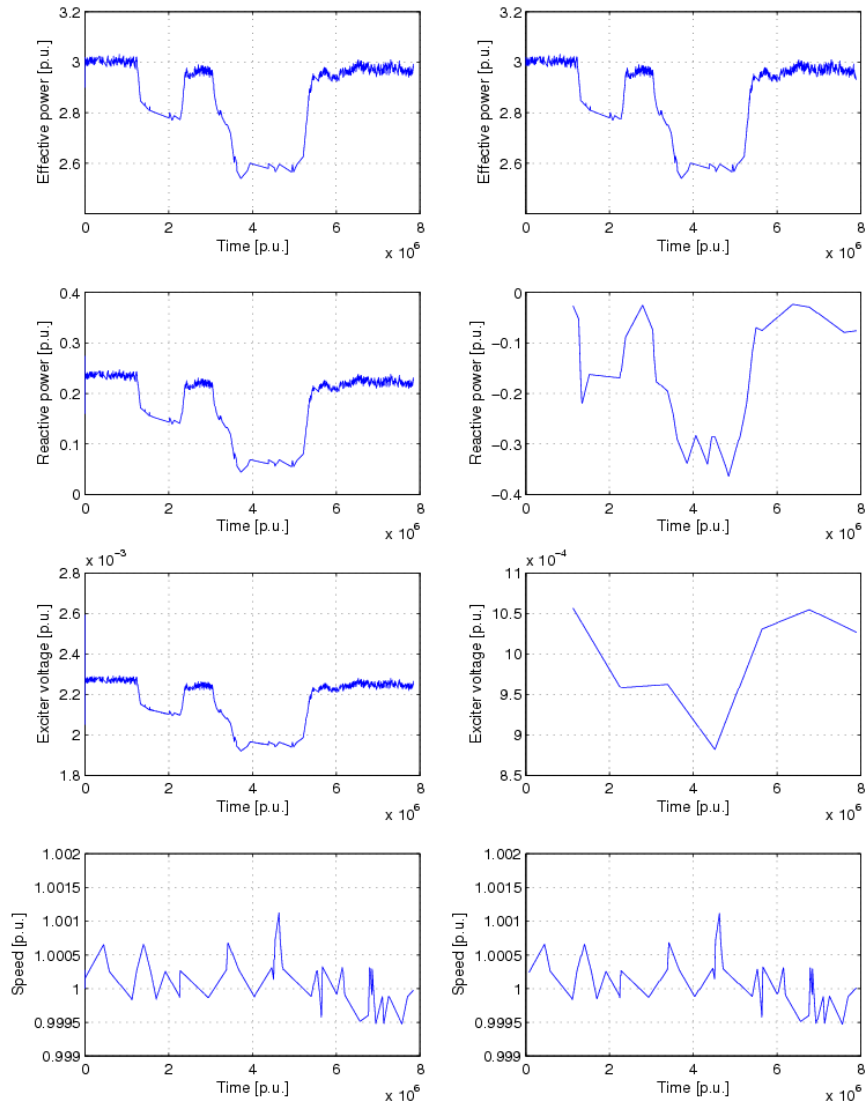 3.2
3
2.8
2.6
Effective power [p.u.]
0 2 4 6 8
Time [p.u.]
x 10^6
3.2
3
2.8
2.6
Effective power [p.u.]
0 2 4 6 8
Time [p.u.]
x 10^6
0.4
0.3
0.2
0.1
0
Reactive power [p.u.]
0 2 4 6 8
Time [p.u.]
x 10^6
0
−0.1
−0.2
−0.3
−0.4
Reactive power [p.u.]
0 2 4 6 8
Time [p.u.]
x 10^6
x 10^−3
2.8
2.6
2.4
2.2
2
1.8
Exciter voltage [p.u.]
0 2 4 6 8
Time [p.u.]
x 10^6
x 10^−4
11
10.5
10
9.5
9
8.5
Exciter voltage [p.u.]
0 2 4 6 8
Time [p.u.]
x 10^6
1.002
1.0015
1.001
1.0005
1
0.9995
0.999
Speed [p.u.]
0 2 4 6 8
Time [p.u.]
x 10^6
1.002
1.0015
1.001
1.0005
1
0.9995
0.999
Speed [p.u.]
0 2 4 6 8
Time [p.u.]
x 10^6